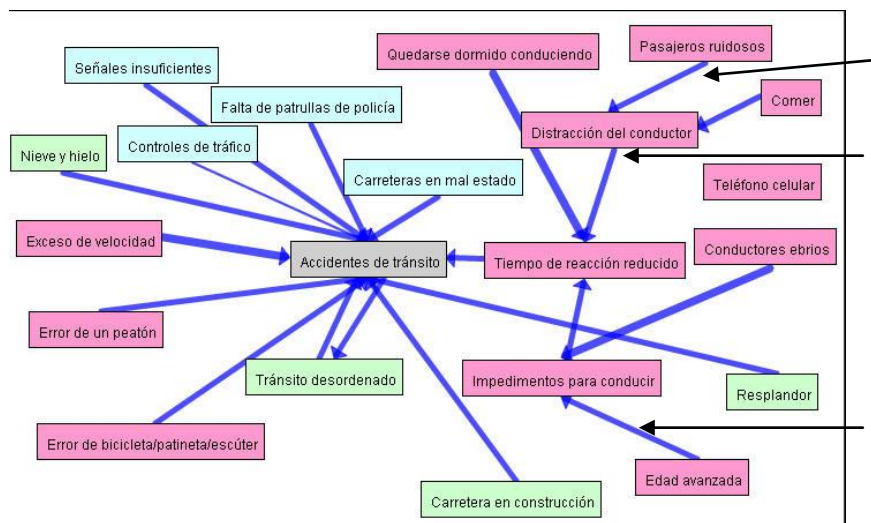 Pasajeros ruidosos
Quedarse dormido conduciendo
Señales insuficientes
Comer
Falta de patrullas de policía
Distracción del conductor
Controles de tráfico
Nieve y hielo
Carreteras en mal estado
Teléfono celular
Exceso de velocidad
Conductores ebrios
Accidentes de tránsito
Tiempo de reacción reducido
Error de un peatón
Tránsito desordenado
Impedimentos para conducir
Resplandor
Error de bicicleta/patineta/escúter
Edad avanzada
Carretera en construcción